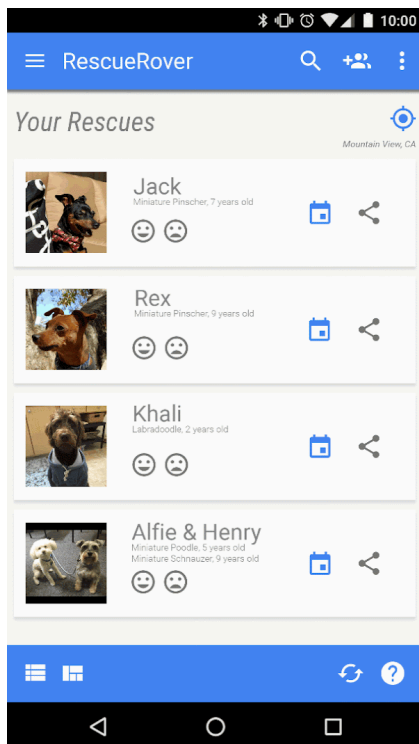 10:00
RescueRover
Your Rescues
Mountain View, CA
Jack
Miniature Pinscher, 7 years old
Rex
Miniature Pinscher, 9 years old
Khali
Labradoodle, 2 years old
Alfie & Henry
Miniature Poodle, 5 years old
Miniature Schnauzer, 9 years old